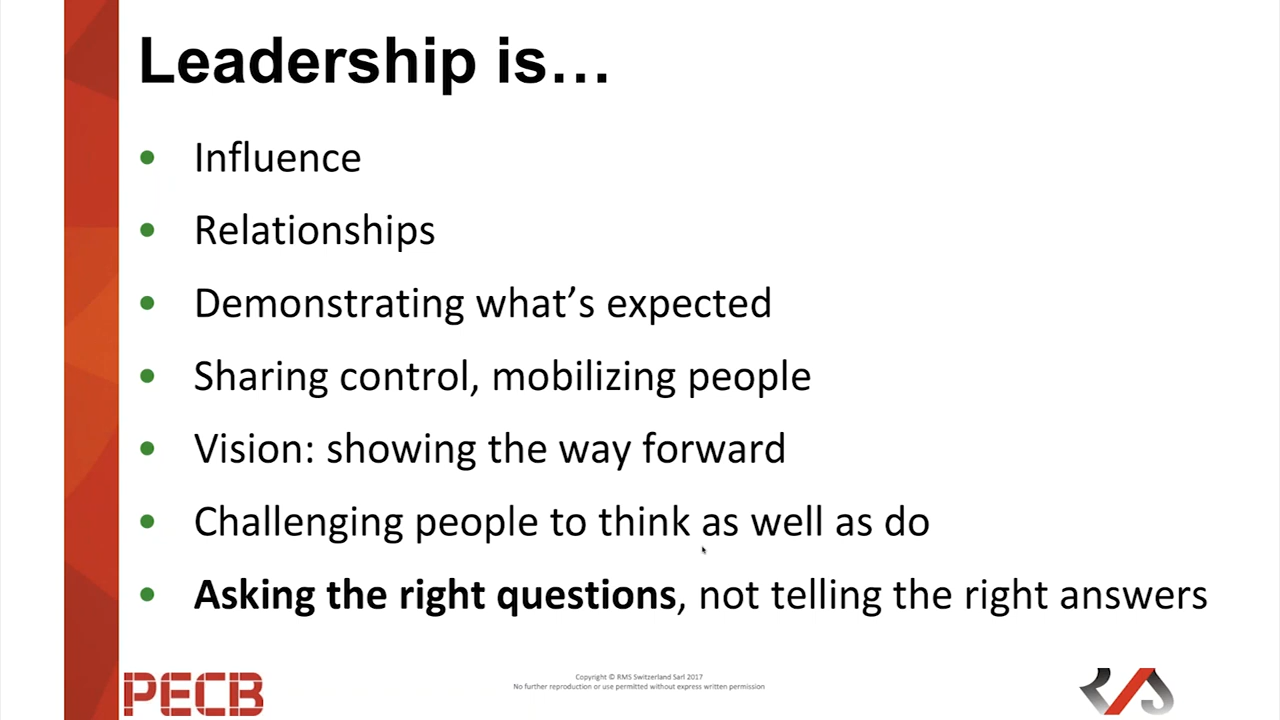 Leadership is…
• Influence
• Relationships
• Demonstrating what’s expected
• Sharing control, mobilizing people
• Vision: showing the way forward
• Challenging people to think as well as do
• Asking the right questions, not telling the right answers
PECB
Copyright © RMS Switzerland Sarl 2017
No further reproduction or use permitted without express written permission